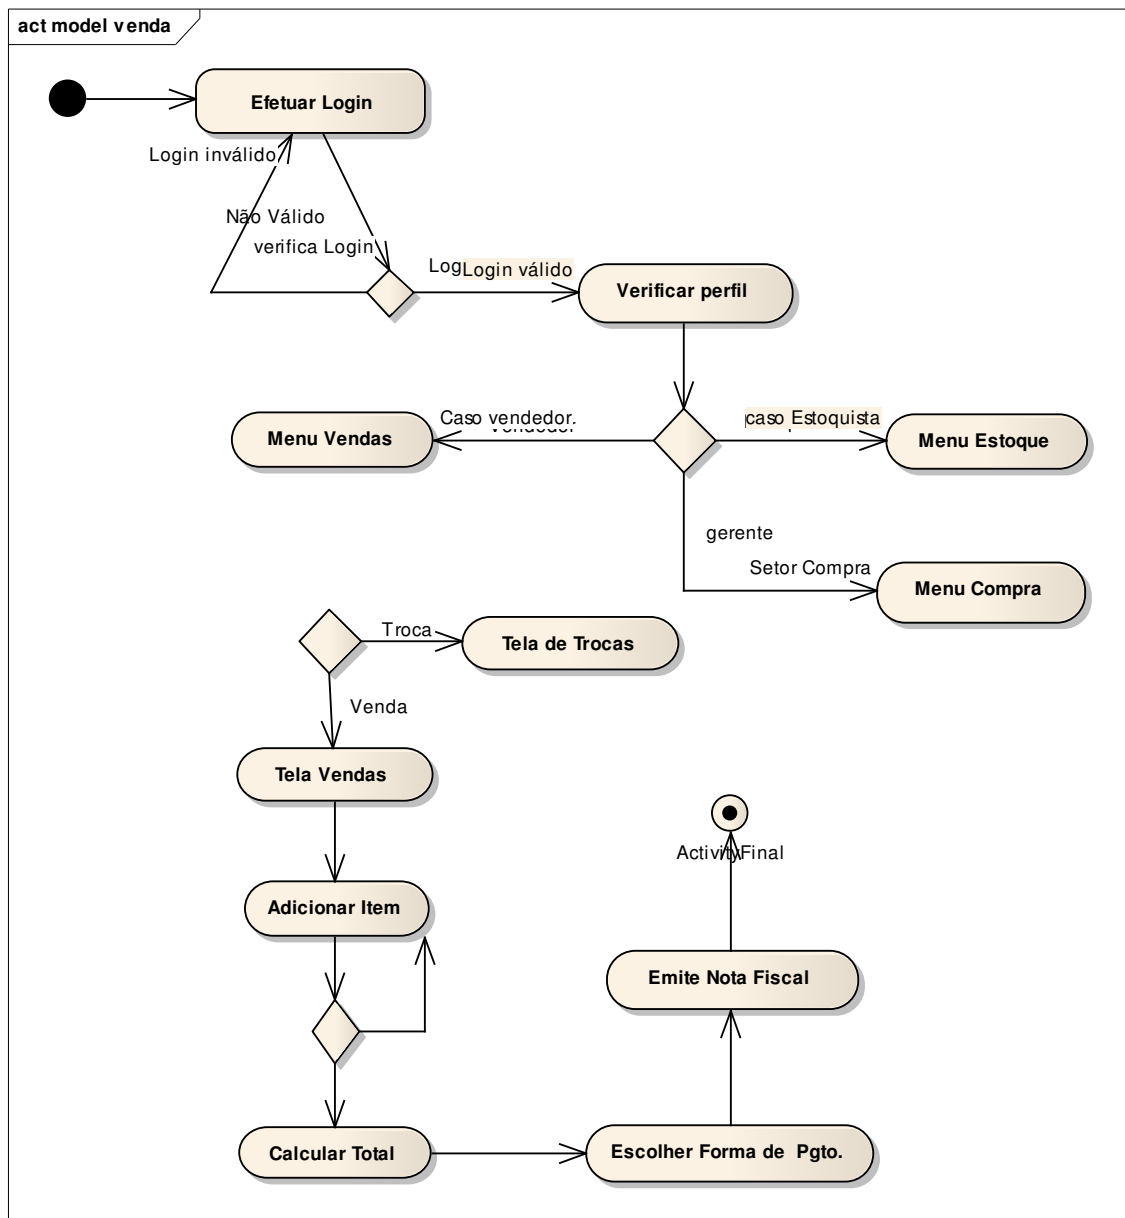 act model venda
Efetuar Login
Login inválido
Não Válido
verifica Login
Log
Login válido
Verificar perfil
Caso vendedor.
caso Estoquista
Menu Vendas
Menu Estoque
gerente
Setor Compra
Menu Compra
Troca
Tela de Trocas
Venda
Tela Vendas
ActivityFinal
Adicionar Item
Emite Nota Fiscal
Calcular Total
Escolher Forma de  Pgto.